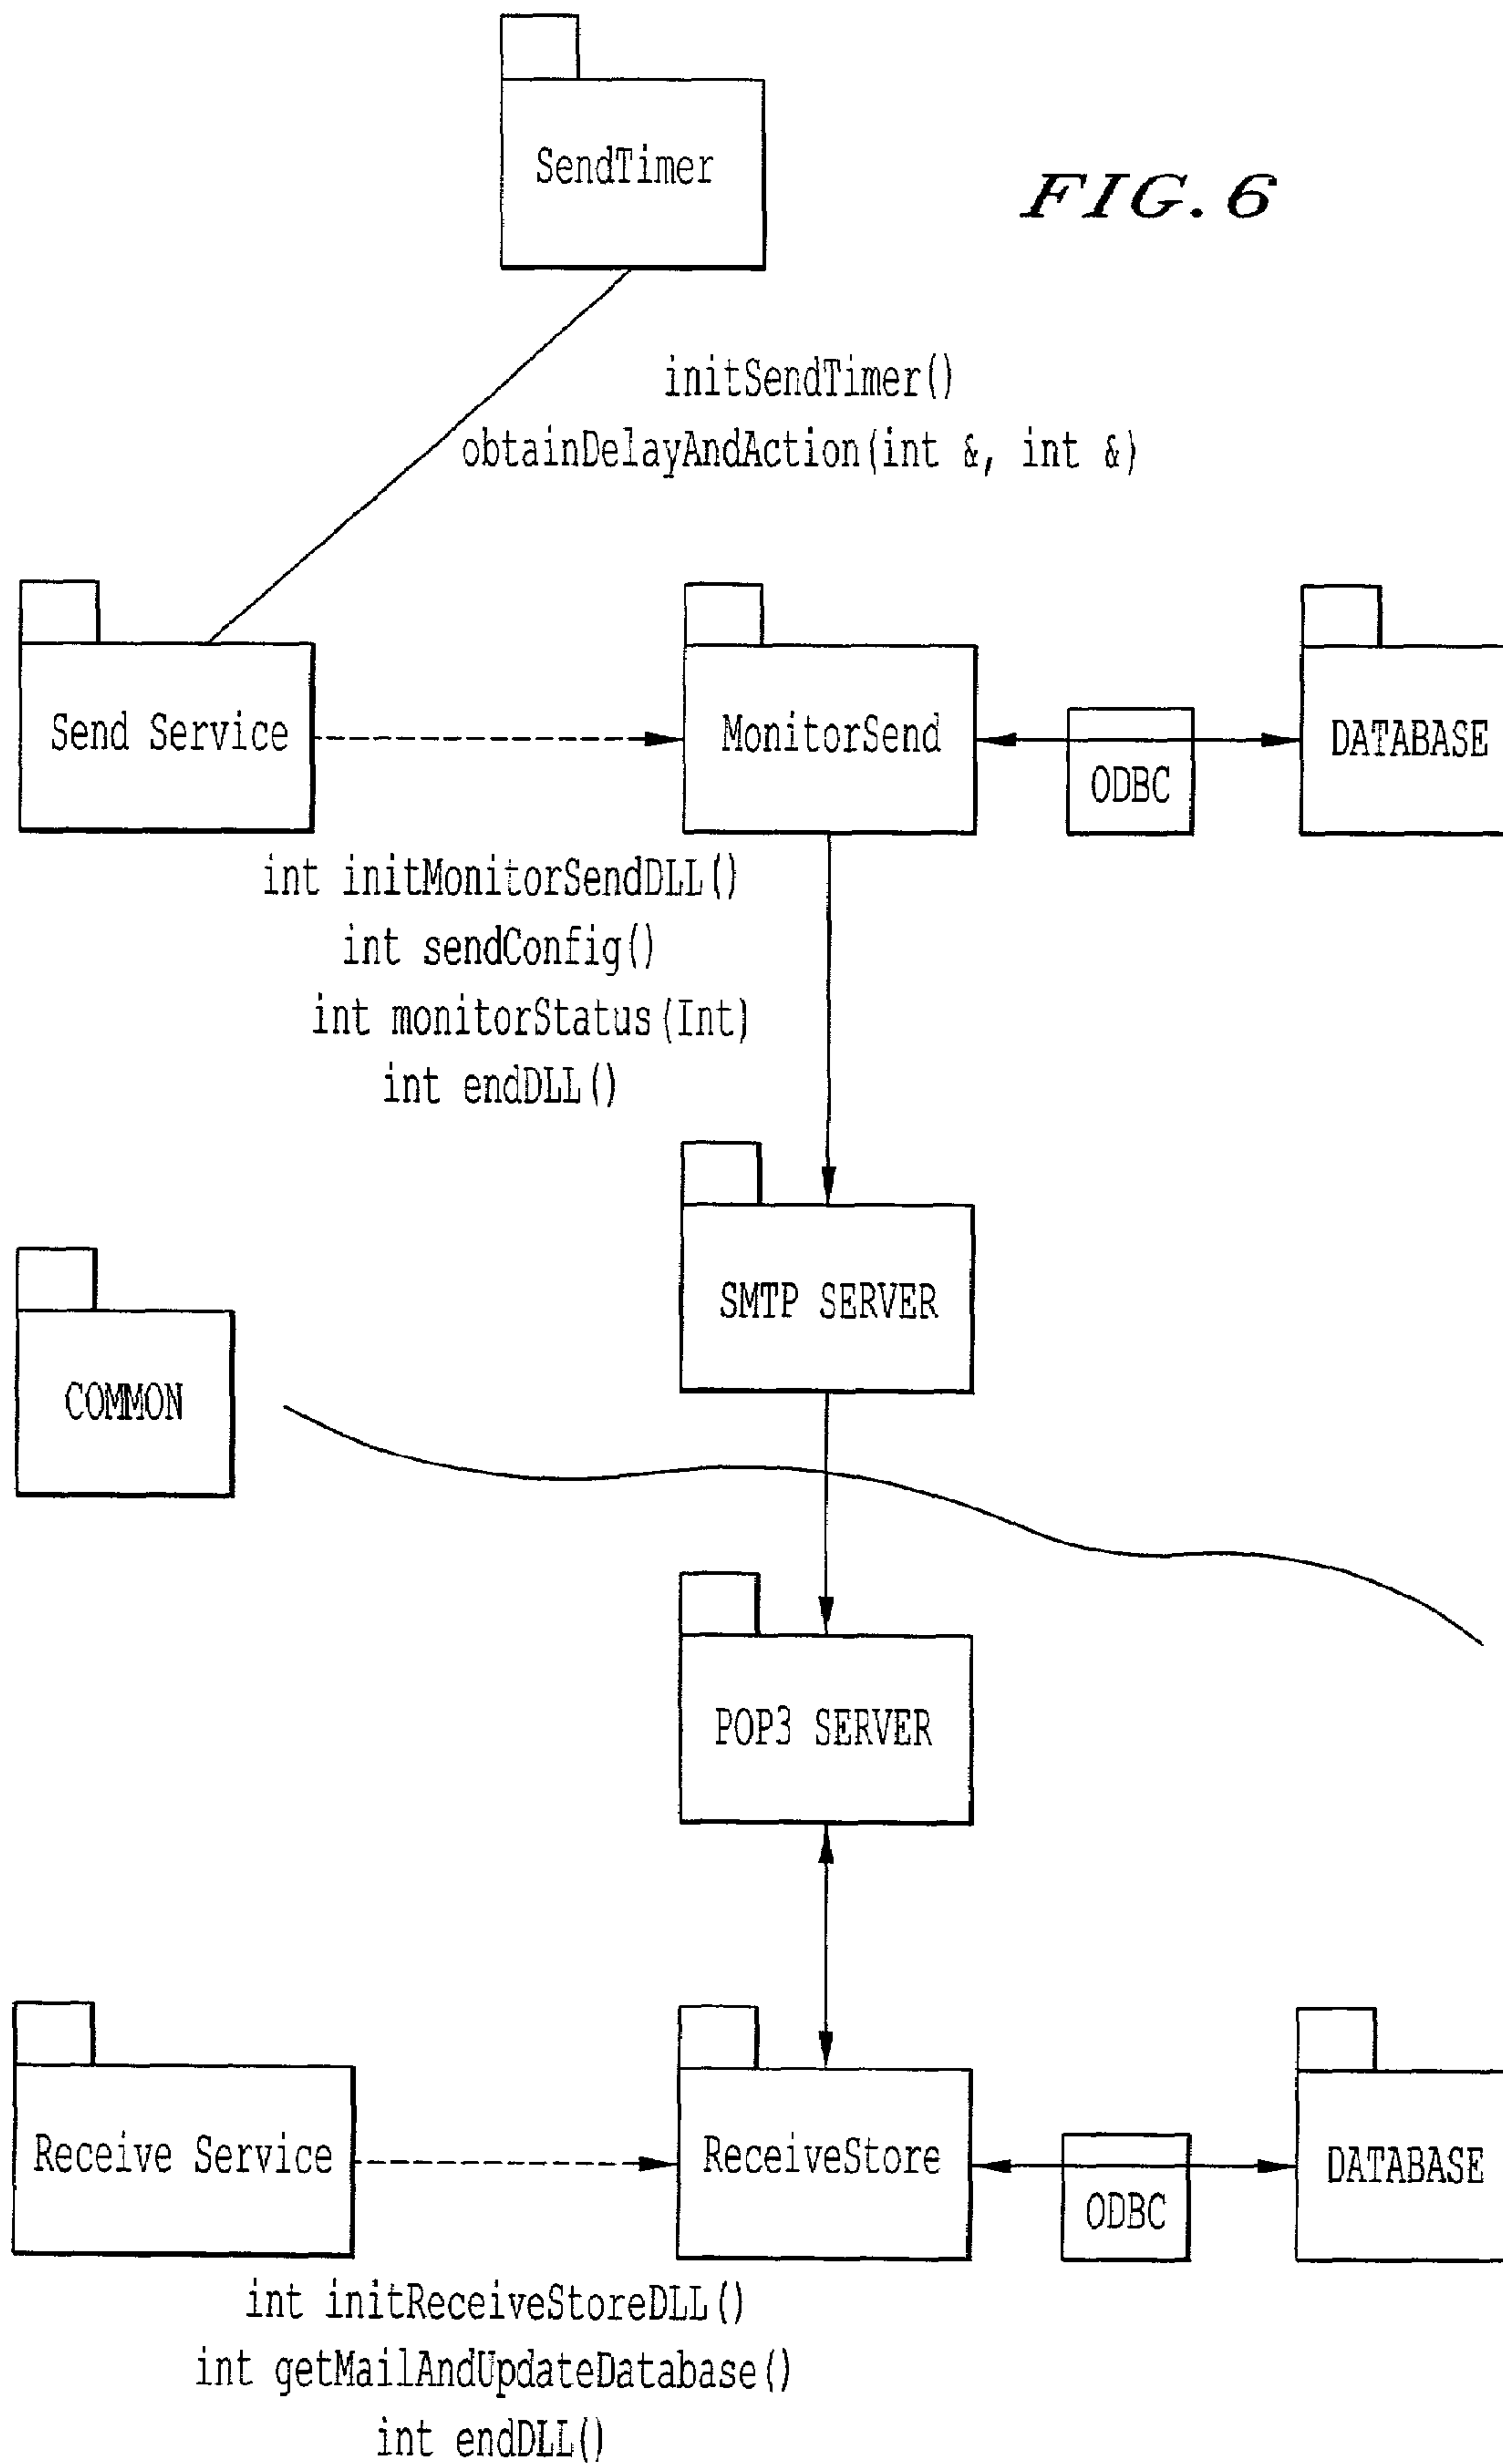 SendTimer
FIG. 6
initSendTimer()
obtainDelayAndAction(int &, int &)
Send Service
MonitorSend
ODBC
DATABASE
int initMonitorSendDLL()
int sendConfig()
int monitorStatus(Int)
int endDLL()
SMTP SERVER
COMMON
POP3 SERVER
Receive Service
ReceiveStore
ODBC
DATABASE
int initReceiveStoreDLL()
int getMailAndUpdateDatabase()
int endDLL()